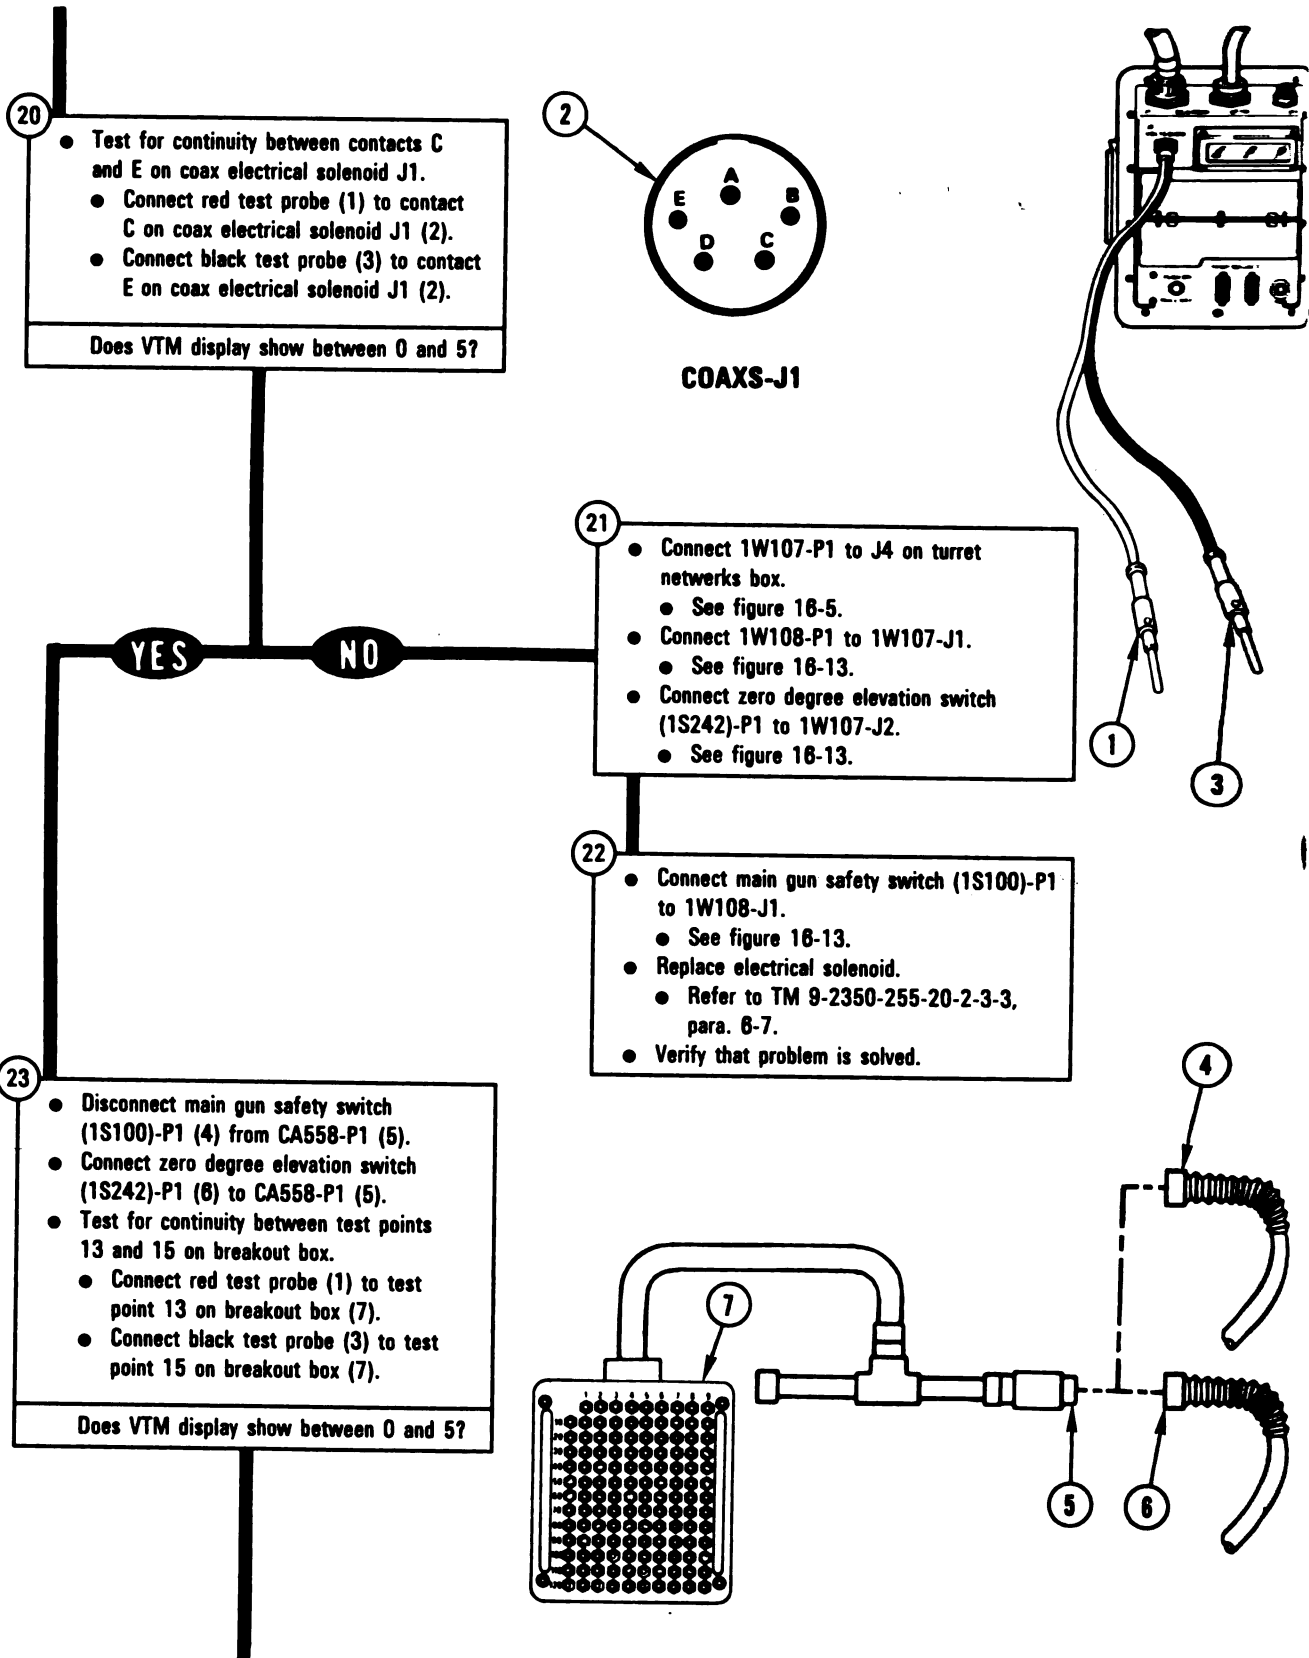 20
● Test for continuity between contacts C
and E on coax electrical solenoid J1.
● Connect red test probe (1) to contact
C on coax electrical solenoid J1 (2).
● Connect black test probe (3) to contact
E on coax electrical solenoid J1 (2).
Does VTM display show between 0 and 5?
2
A
E
B
D
C
COAXS-J1
YES
NO
21
● Connect 1W107-P1 to J4 on turret
netwerks box.
● See figure 16-5.
● Connect 1W108-P1 to 1W107-J1.
● See figure 16-13.
● Connect zero degree elevation switch
(1S242)-P1 to 1W107-J2.
● See figure 16-13.
1
3
22
● Connect main gun safety switch (1S100)-P1
to 1W108-J1.
● See figure 16-13.
● Replace electrical solenoid.
● Refer to TM 9-2350-255-20-2-3-3,
para. 6-7.
● Verify that problem is solved.
23
● Disconnect main gun safety switch
(1S100)-P1 (4) from CA558-P1 (5).
● Connect zero degree elevation switch
(1S242)-P1 (6) to CA558-P1 (5).
● Test for continuity between test points
13 and 15 on breakout box.
● Connect red test probe (1) to test
point 13 on breakout box (7).
● Connect black test probe (3) to test
point 15 on breakout box (7).
Does VTM display show between 0 and 5?
4
7
1 2 3 4 5 6 7 8 9
5
6